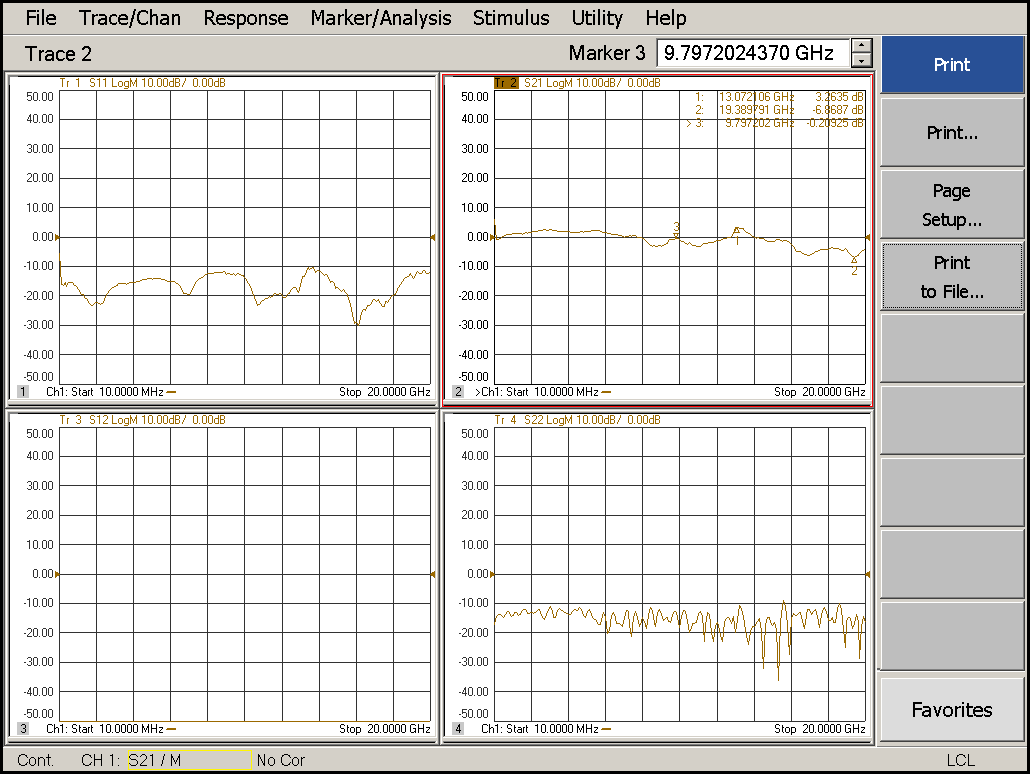 File Trace/Chan Response Marker/Analysis Stimulus Utility Help
Trace 2 Marker 3 9.7972024370 GHz
Print
Print...
Page
Setup...
Print
to File...
Favorites
Tr 1 S11 LogM 10.00dB/ 0.00dB
50.00
40.00
30.00
20.00
10.00
0.00
-10.00
-20.00
-30.00
-40.00
-50.00
1 Ch1: Start 10.0000 MHz Stop 20.0000 GHz
Tr 2 S21 LogM 10.00dB/ 0.00dB
1: 13.072106 GHz 3.2635 dB
2: 19.389791 GHz -6.8687 dB
> 3: 9.797202 GHz -0.20925 dB
50.00
40.00
30.00
20.00
10.00
0.00
-10.00
-20.00
-30.00
-40.00
-50.00
3
1
2
2 >Ch1: Start 10.0000 MHz Stop 20.0000 GHz
Tr 3 S12 LogM 10.00dB/ 0.00dB
50.00
40.00
30.00
20.00
10.00
0.00
-10.00
-20.00
-30.00
-40.00
-50.00
3 Ch1: Start 10.0000 MHz Stop 20.0000 GHz
Tr 4 S22 LogM 10.00dB/ 0.00dB
50.00
40.00
30.00
20.00
10.00
0.00
-10.00
-20.00
-30.00
-40.00
-50.00
4 Ch1: Start 10.0000 MHz Stop 20.0000 GHz
Cont. CH 1: S21 / M No Cor LCL